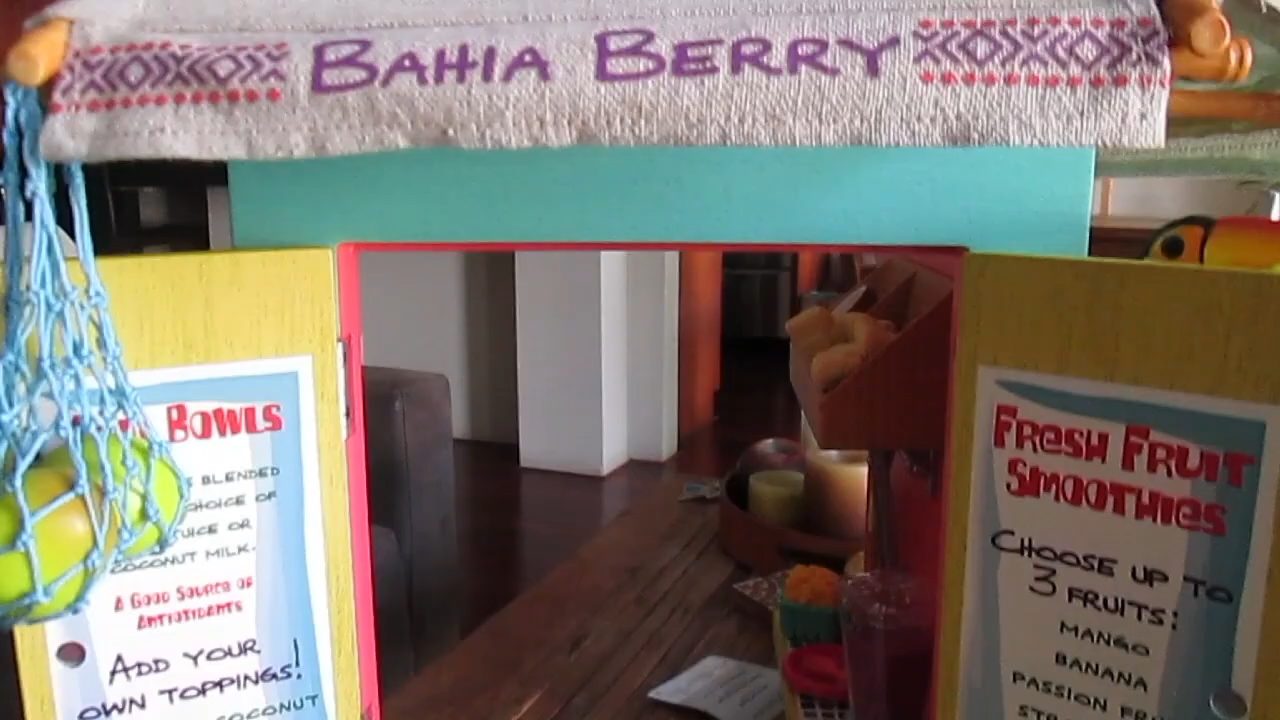 BAHIA BERRY
BOWLS
BLENDED
CHOICE OF
JUICE OR
COCONUT MILK.
A GOOD SOURCE OF
ANTIOXIDANTS
ADD YOUR
OWN TOPPINGS!
COCONUT
FRESH FRUIT
SMOOTHIES
CHOOSE UP TO
3 FRUITS:
MANGO
BANANA
PASSION